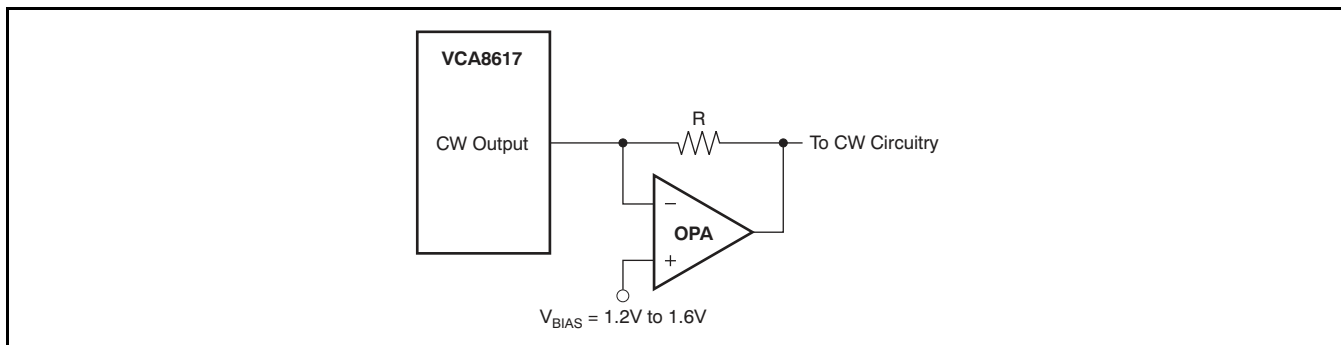 VCA8617
CW Output
R
To CW Circuitry
−
OPA
+
V_BIAS = 1.2V to 1.6V